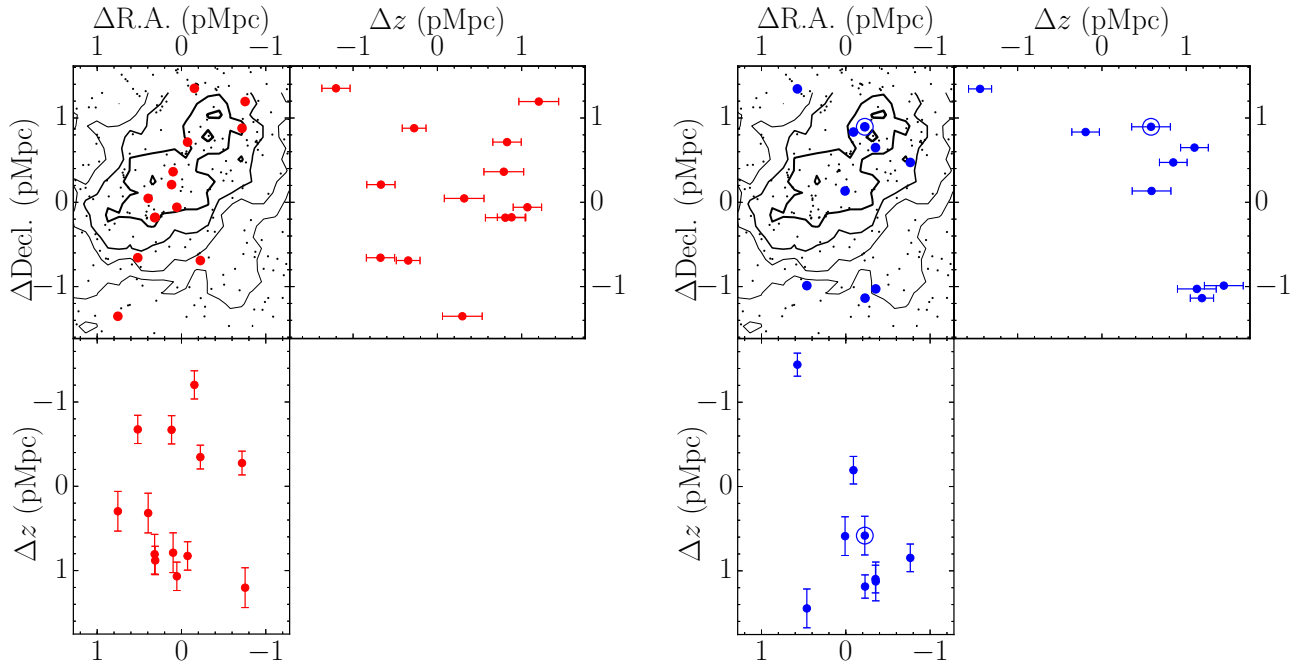 ΔR.A. (pMpc) Δz (pMpc) ΔR.A. (pMpc) Δz (pMpc)
1 0 −1 −1 0 1 1 0 −1 −1 0 1
ΔDecl. (pMpc) 1 0 −1 1 0 −1
ΔDecl. (pMpc) 1 0 −1 1 0 −1
Δz (pMpc) −1 0 1
Δz (pMpc) −1 0 1
1 0 −1 1 0 −1